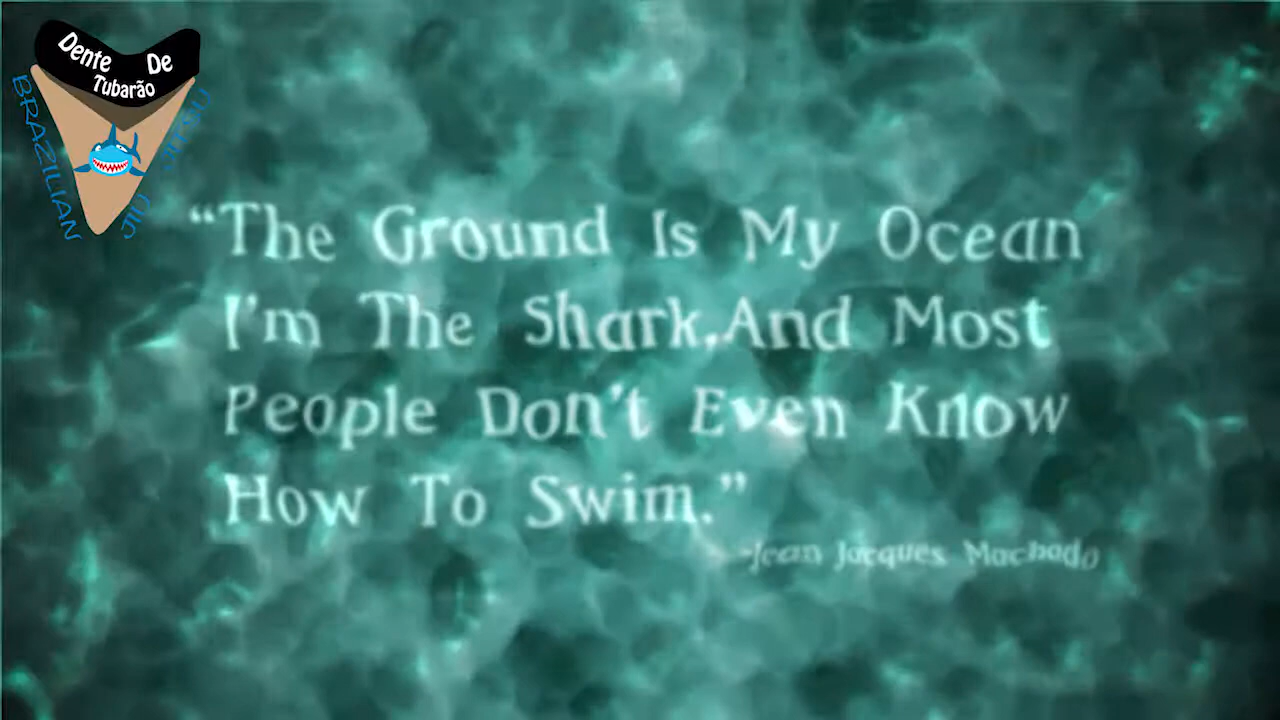 Dente De
Tubarão
BRAZILIAN
JIU JITSU
“The Ground Is My Ocean
I'm The Shark,And Most
People Don't Even Know
How To Swim.”
-Jean Jacques Machado